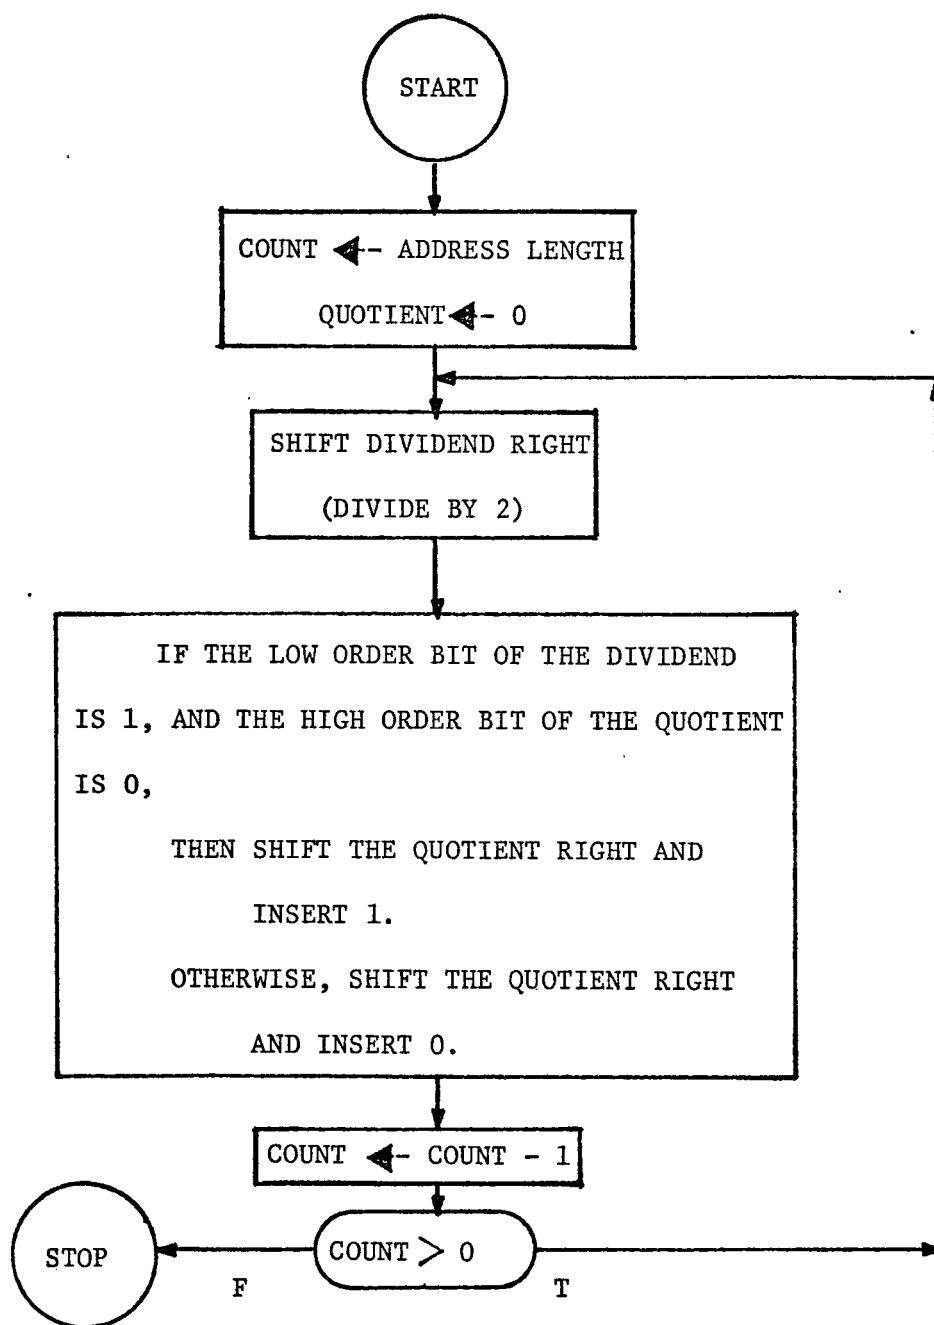 START
COUNT ◄- ADDRESS LENGTH
QUOTIENT ◄- 0
SHIFT DIVIDEND RIGHT
(DIVIDE BY 2)
IF THE LOW ORDER BIT OF THE DIVIDEND
IS 1, AND THE HIGH ORDER BIT OF THE QUOTIENT
IS 0,
THEN SHIFT THE QUOTIENT RIGHT AND
INSERT 1.
OTHERWISE, SHIFT THE QUOTIENT RIGHT
AND INSERT 0.
COUNT ◄- COUNT - 1
STOP
COUNT > 0
F
T